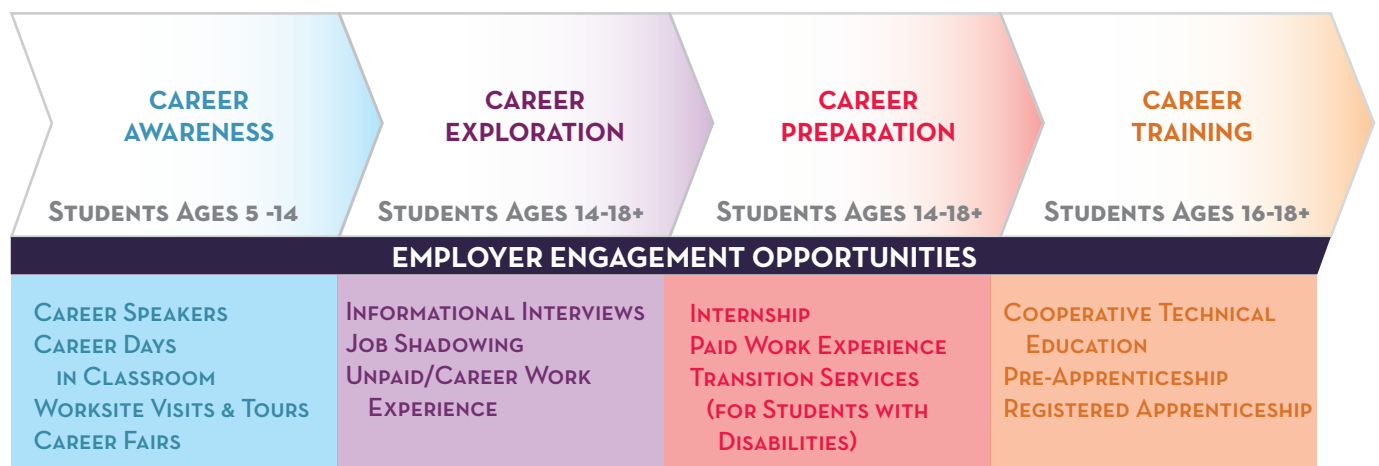 CAREER
AWARENESS
STUDENTS AGES 5 -14
CAREER
EXPLORATION
STUDENTS AGES 14-18+
CAREER
PREPARATION
STUDENTS AGES 14-18+
CAREER
TRAINING
STUDENTS AGES 16-18+
EMPLOYER ENGAGEMENT OPPORTUNITIES
CAREER SPEAKERS
CAREER DAYS
IN CLASSROOM
WORKSITE VISITS & TOURS
CAREER FAIRS
INFORMATIONAL INTERVIEWS
JOB SHADOWING
UNPAID/CAREER WORK
EXPERIENCE
INTERNSHIP
PAID WORK EXPERIENCE
TRANSITION SERVICES
(FOR STUDENTS WITH
DISABILITIES)
COOPERATIVE TECHNICAL
EDUCATION
PRE-APPRENTICESHIP
REGISTERED APPRENTICESHIP